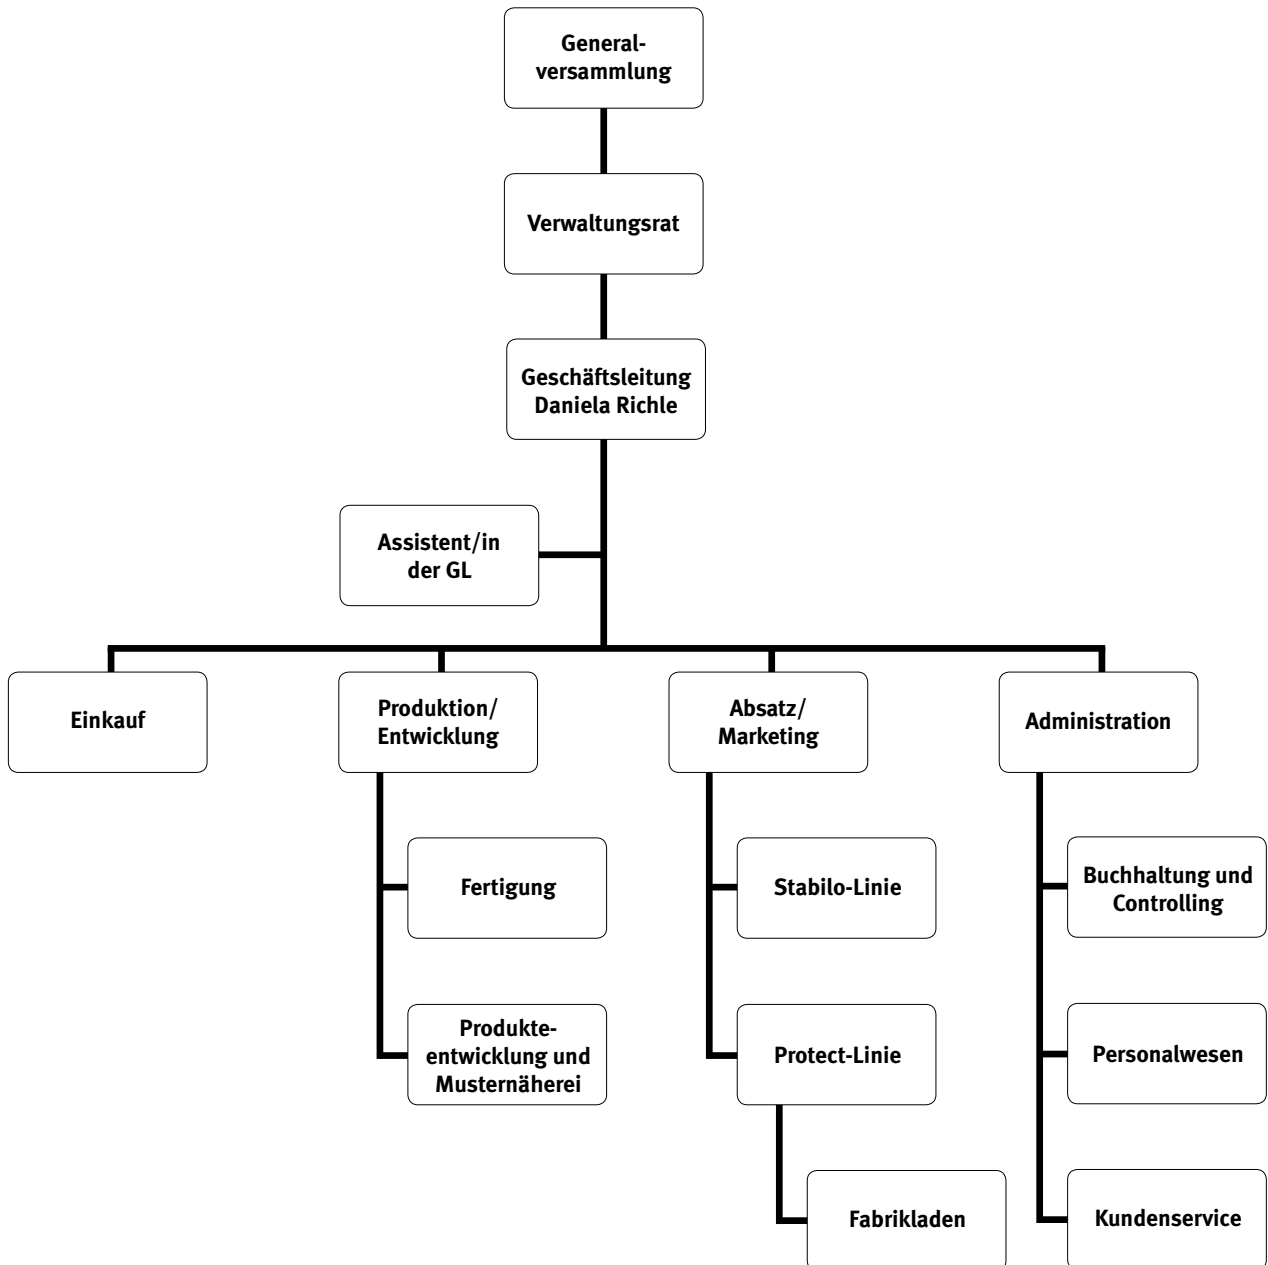 General-
versammlung
Verwaltungsrat
Geschäftsleitung
Daniela Richle
Assistent/in
der GL
Einkauf
Produktion/
Entwicklung
Absatz/
Marketing
Administration
Fertigung
Stabilo-Linie
Buchhaltung und
Controlling
Produkte-
entwicklung und
Musternäherei
Protect-Linie
Personalwesen
Fabrikladen
Kundenservice